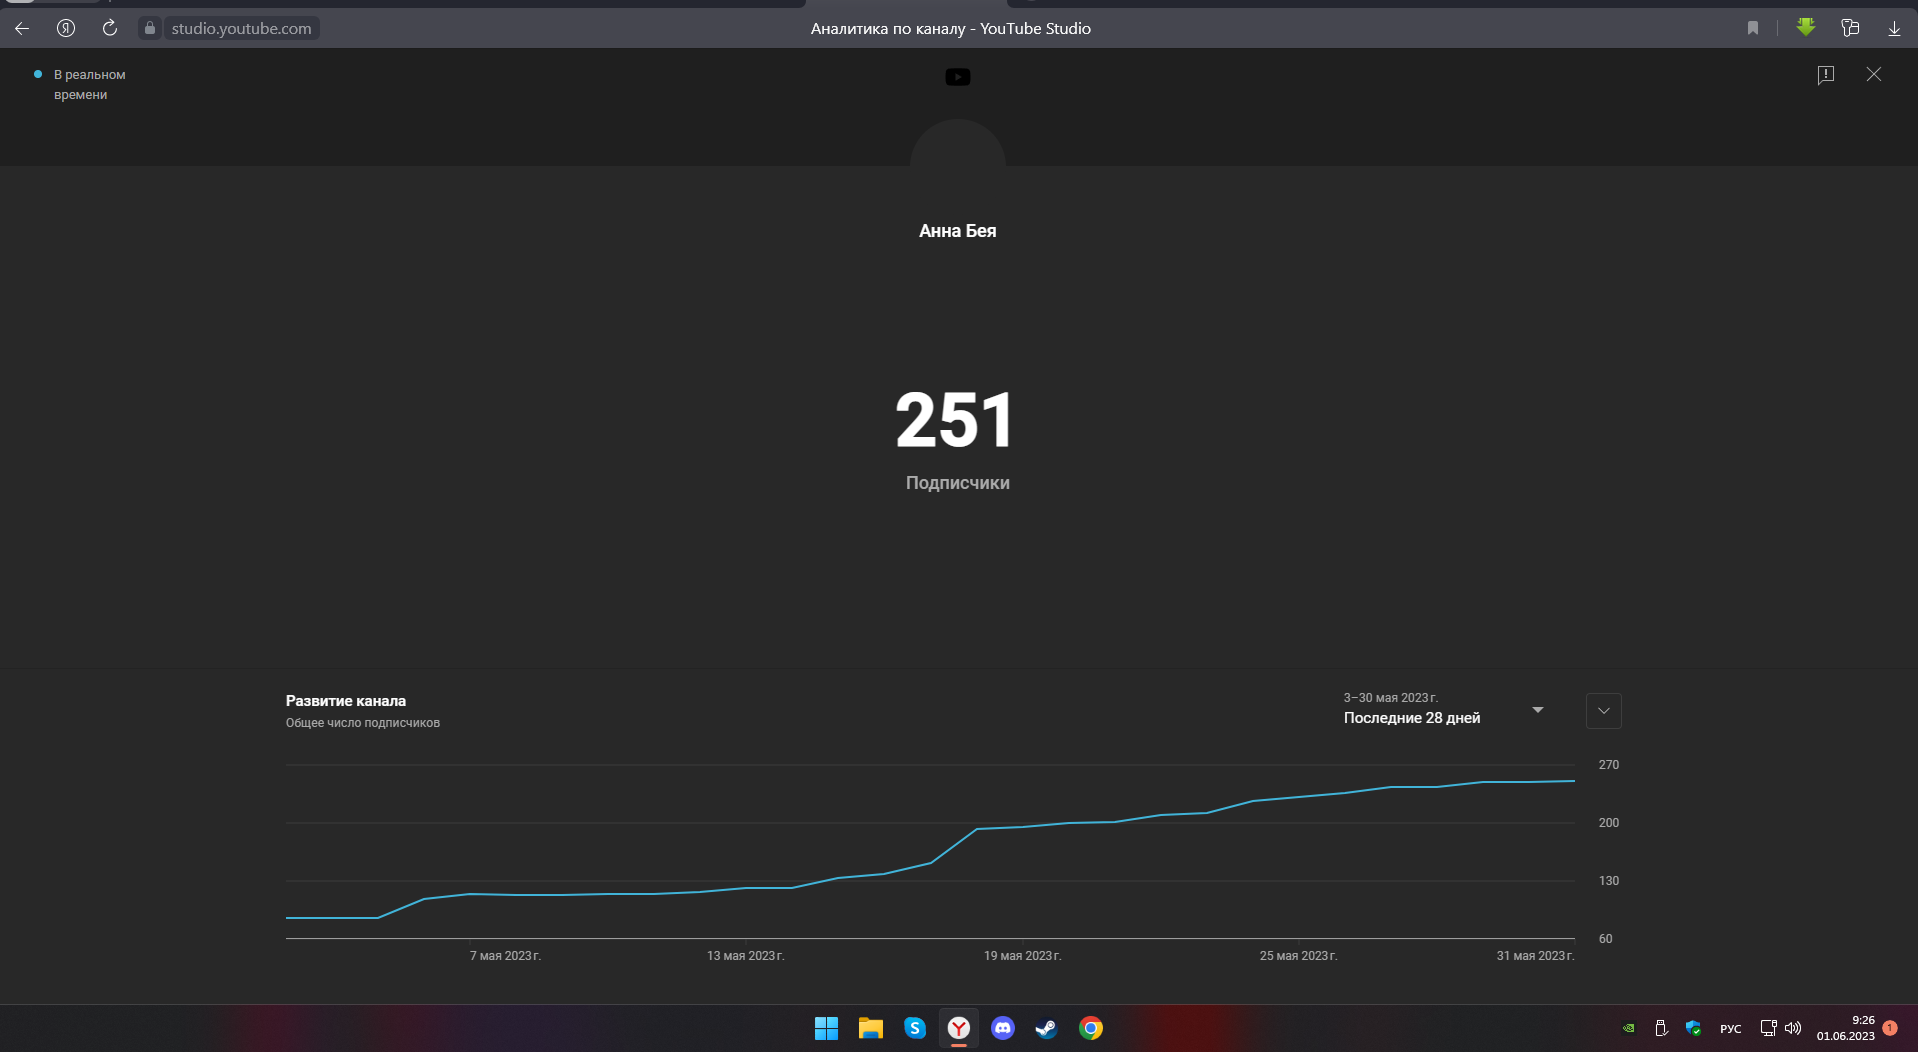 studio.youtube.com
Аналитика по каналу - YouTube Studio
В реальном
времени
Анна Бея
251
Подписчики
Развитие канала
Общее число подписчиков
3–30 мая 2023 г.
Последние 28 дней
270
200
130
60
7 мая 2023 г.
13 мая 2023 г.
19 мая 2023 г.
25 мая 2023 г.
31 мая 2023 г.
РУС
9:26
01.06.2023
1